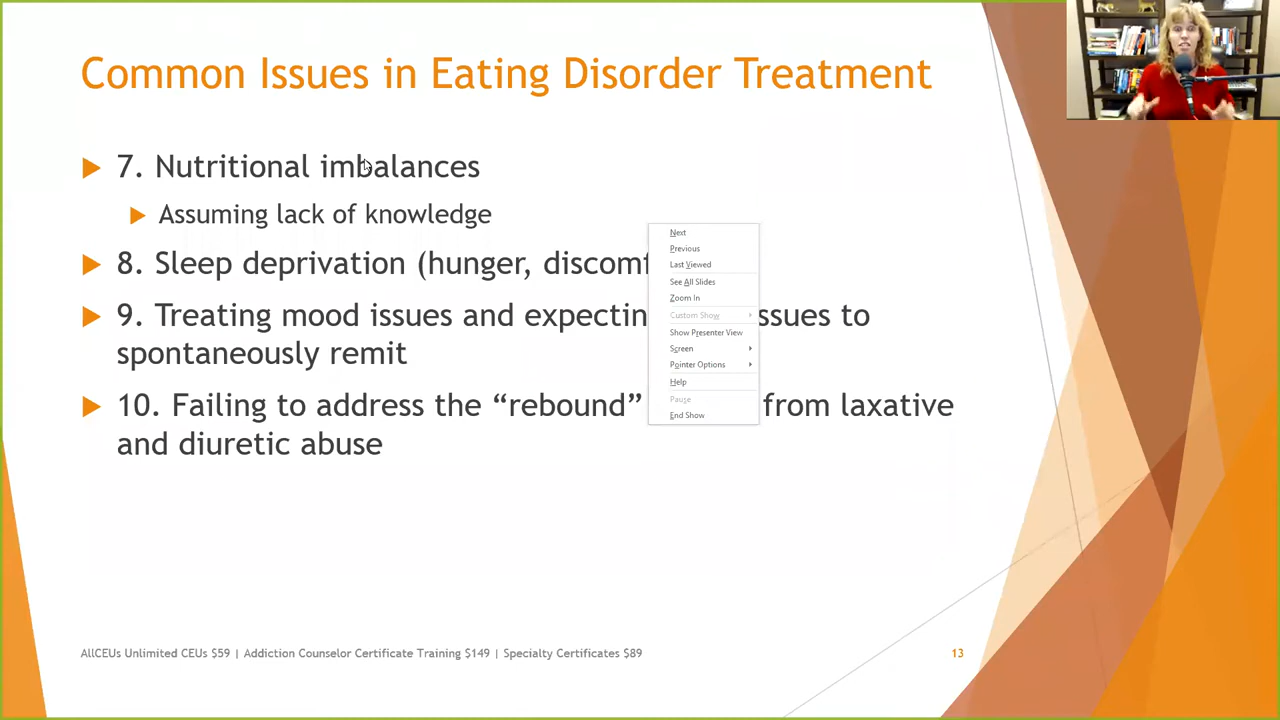 Common Issues in Eating Disorder Treatment
7. Nutritional imbalances
Assuming lack of knowledge
8. Sleep deprivation (hunger,
9. Treating mood issues and to
spontaneously remit
10. Failing to address the “rebound” from laxative
and diuretic abuse
Next
Previous
Last Viewed
See All Slides
Zoom In
Custom Show
Show Presenter View
Screen
Pointer Options
Help
Pause
End Show
AllCEUs Unlimited CEUs $59 | Addiction Counselor Certificate Training $149 | Specialty Certificates $89
13